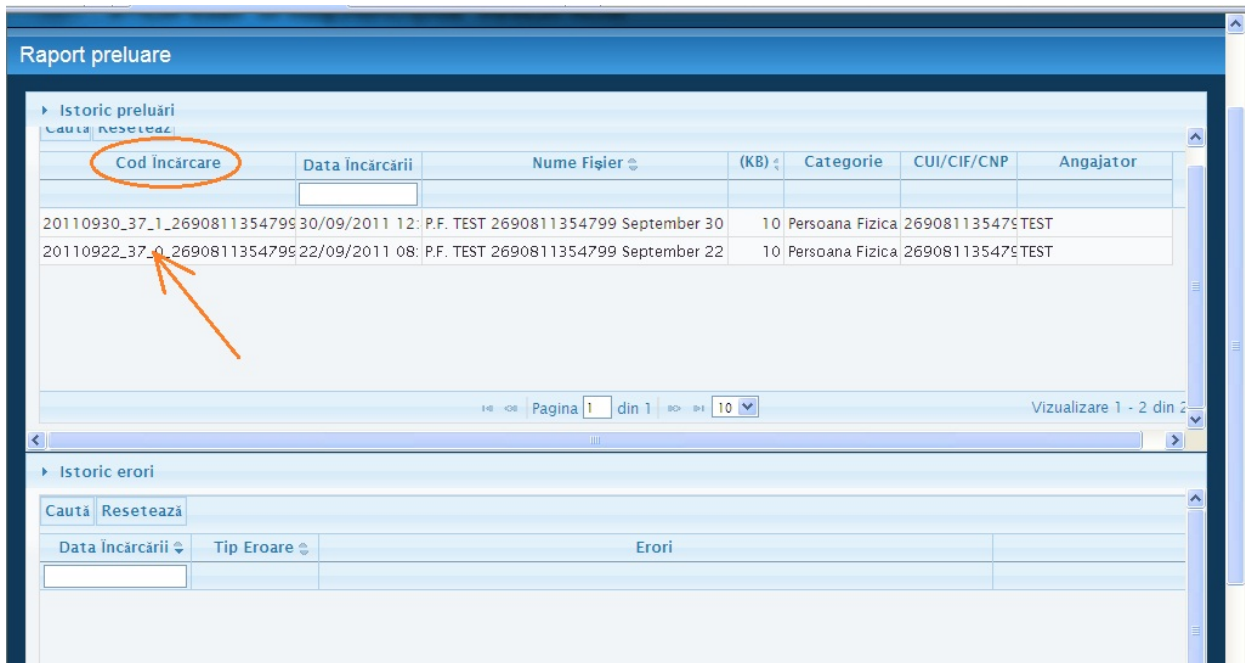 Raport preluare
Istoric preluări
Caută Resetează
Cod Încărcare Data Încărcării Nume Fişier (KB) Categorie CUI/CIF/CNP Angajator
20110930_37_1_2690811354799 30/09/2011 12: P.F. TEST 2690811354799 September 30 10 Persoana Fizica 269081135479 TEST
20110922_37_0_2690811354799 22/09/2011 08: P.F. TEST 2690811354799 September 22 10 Persoana Fizica 269081135479 TEST
Pagina 1 din 1 10 Vizualizare 1 - 2 din 2
Istoric erori
Caută Resetează
Data Încărcării Tip Eroare Erori